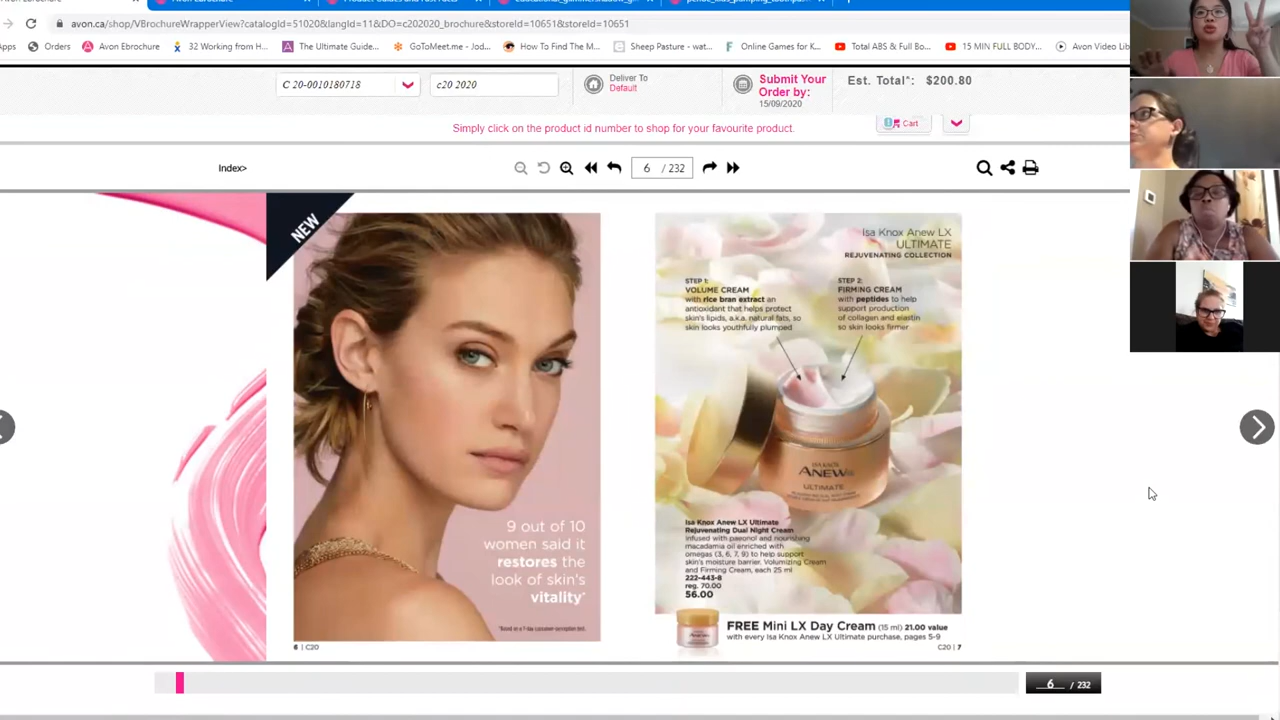 avon.ca/shop/VBrochureWrapperView?catalogId=51020&langId=11&DO=c202020_brochure&storeId=10651&storeId=10651
Apps Orders Avon Ebrochure 32 Working from H... The Ultimate Guide... GoToMeet.me - Jod... How To Find The M... Sheep Pasture - wat... Online Games for K... Total ABS & Full Bo... 15 MIN FULL BODY... Avon Video Lib
C 20-0010180718
c20 2020
Deliver To
Default
Submit Your
Order by:
15/09/2020
Est. Total*: $200.80
Simply click on the product id number to shop for your favourite product.
Cart
Index>
6 / 232
NEW
9 out of 10
women said it
restores the
look of skin's
vitality*
6 | C20
Isa Knox Anew LX
ULTIMATE
REJUVENATING COLLECTION
STEP 1:
VOLUME CREAM
with rice bran extract an
antioxidant that helps protect
skin's lipids, a.k.a. natural fats, so
skin looks youthfully plumped
STEP 2:
FIRMING CREAM
with peptides to help
support production
of collagen and elastin
so skin looks firmer
ISA KNOX
ANEW LX
ULTIMATE
Isa Knox Anew LX Ultimate
Rejuvenating Dual Night Cream
infused with paeonol and nourishing
macadamia oil enriched with
omegas (3, 6, 7, 9) to help support
skin's moisture barrier. Volumizing Cream
and Firming Cream, each 25 ml
222-443-8
reg. 70.00
56.00
FREE Mini LX Day Cream (15 ml) 21.00 value
with every Isa Knox Anew LX Ultimate purchase, pages 5-9
C20 | 7
6 / 232